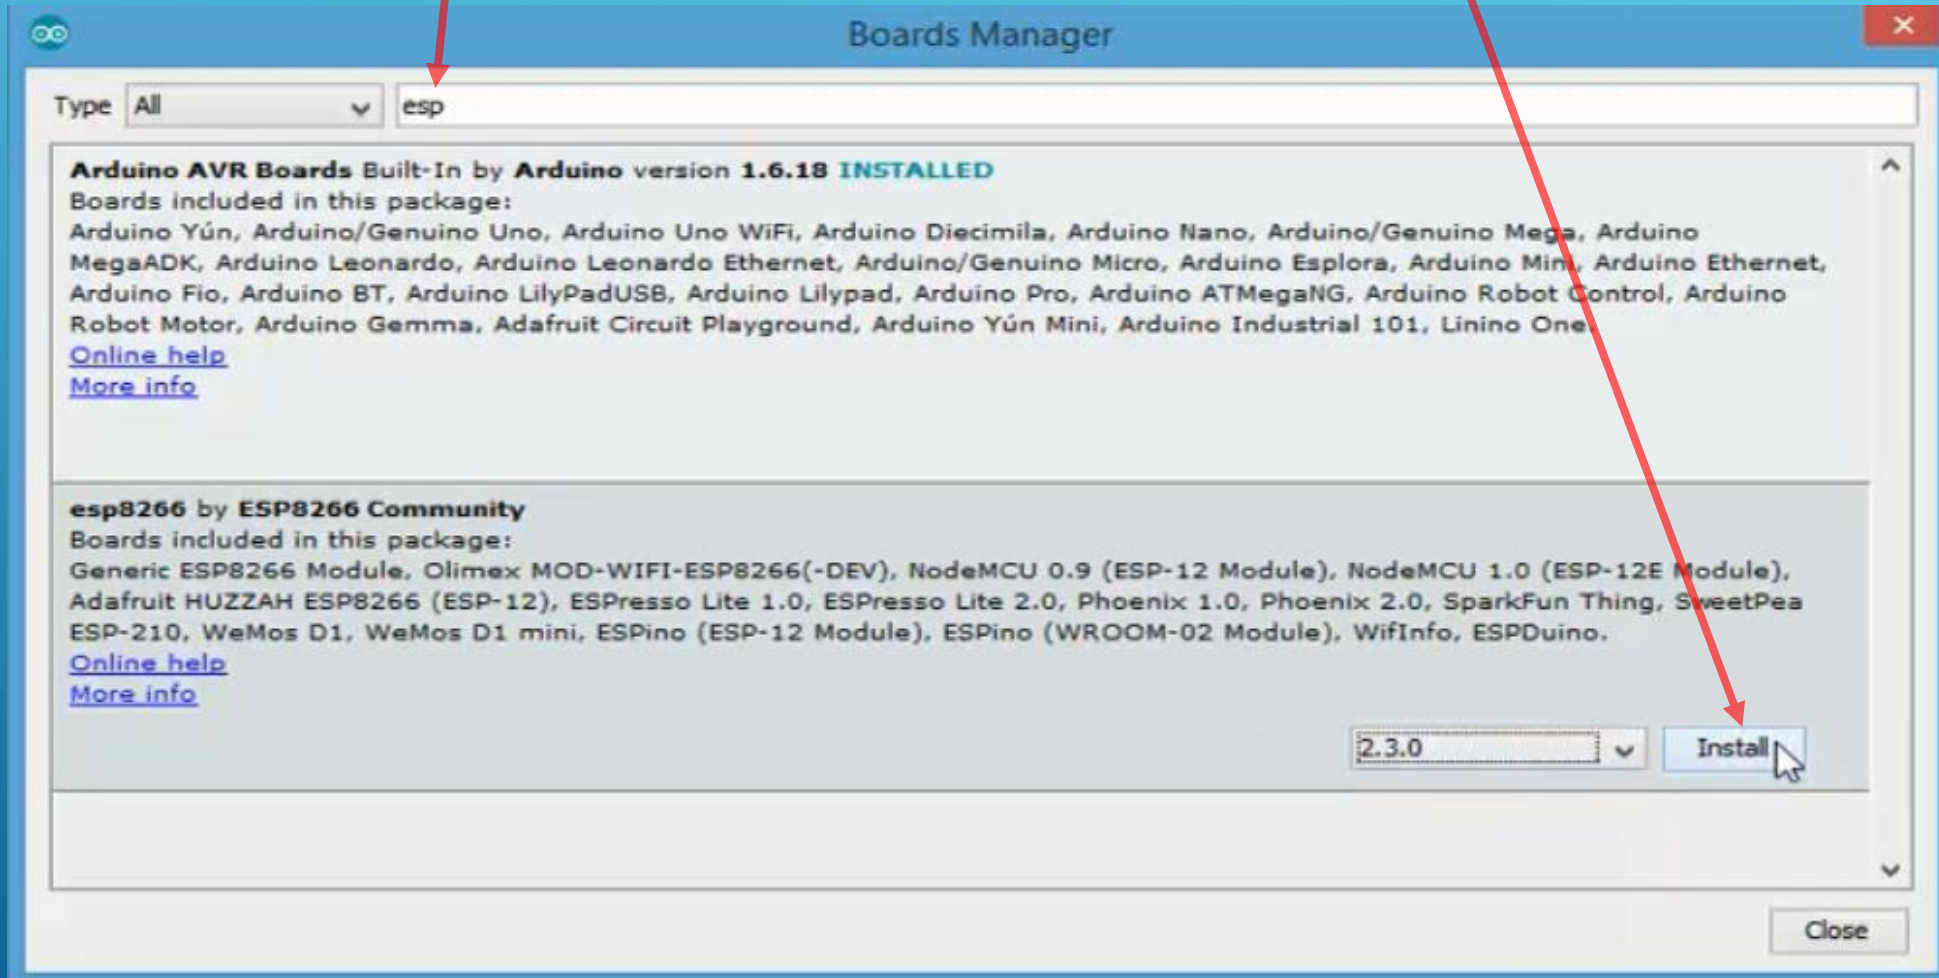 Boards Manager
Type All esp
Arduino AVR Boards Built-In by Arduino version 1.6.18 INSTALLED
Boards included in this package:
Arduino Yún, Arduino/Genuino Uno, Arduino Uno WiFi, Arduino Diecimila, Arduino Nano, Arduino/Genuino Mega, Arduino
MegaADK, Arduino Leonardo, Arduino Leonardo Ethernet, Arduino/Genuino Micro, Arduino Esplora, Arduino Mini, Arduino Ethernet,
Arduino Fio, Arduino BT, Arduino LilyPadUSB, Arduino Lilypad, Arduino Pro, Arduino ATMegaNG, Arduino Robot Control, Arduino
Robot Motor, Arduino Gemma, Adafruit Circuit Playground, Arduino Yún Mini, Arduino Industrial 101, Linino One.
Online help
More info
esp8266 by ESP8266 Community
Boards included in this package:
Generic ESP8266 Module, Olimex MOD-WIFI-ESP8266(-DEV), NodeMCU 0.9 (ESP-12 Module), NodeMCU 1.0 (ESP-12E Module),
Adafruit HUZZAH ESP8266 (ESP-12), ESPresso Lite 1.0, ESPresso Lite 2.0, Phoenix 1.0, Phoenix 2.0, SparkFun Thing, SweetPea
ESP-210, WeMos D1, WeMos D1 mini, ESPino (ESP-12 Module), ESPino (WROOM-02 Module), WifInfo, ESPDuino.
Online help
More info
2.3.0 Install
Close